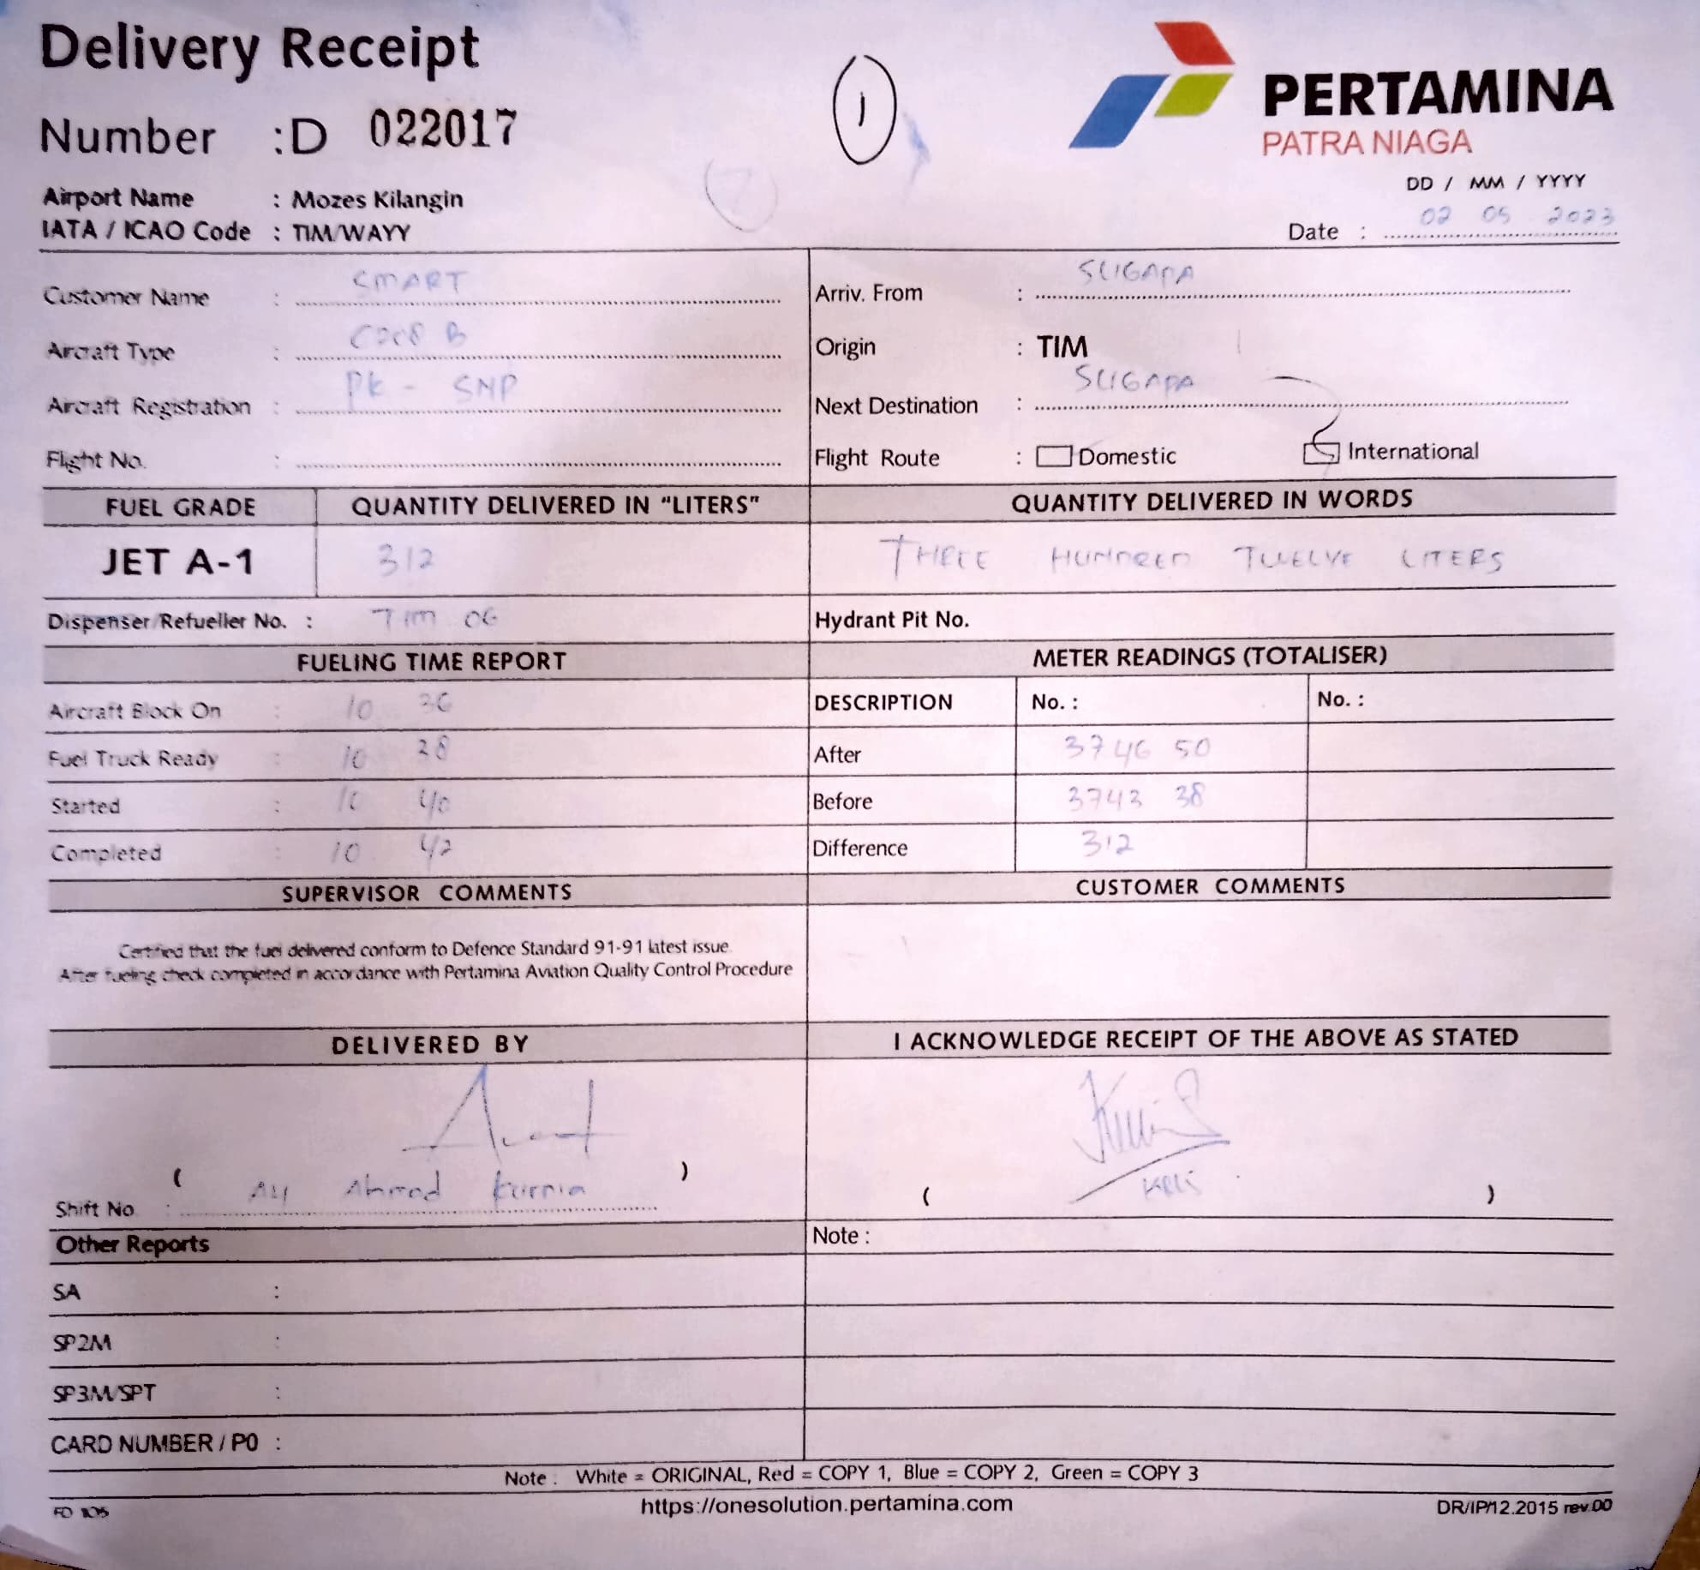 Delivery Receipt
Number : D 022017
1
PERTAMINA
PATRA NIAGA
Airport Name : Mozes Kilangin
IATA / ICAO Code : TIM/WAYY
DD / MM / YYYY
Date : 02 05 2023
Customer Name : SMART
Arriv. From : SUGAPA
Aircraft Type : C208 B
Origin : TIM
Aircraft Registration : PK - SNP
Next Destination : SUGAPA
Flight No. :
Flight Route : Domestic International
FUEL GRADE QUANTITY DELIVERED IN "LITERS" QUANTITY DELIVERED IN WORDS
JET A-1 312 THREE HUNDRED TWELVE LITERS
Dispenser/Refueller No. : TIM 06 Hydrant Pit No.
FUELING TIME REPORT METER READINGS (TOTALISER)
Aircraft Block On : 10 36 DESCRIPTION No. : No. :
Fuel Truck Ready : 10 38 After 3746 50
Started : 10 40 Before 3743 38
Completed : 10 42 Difference 312
SUPERVISOR COMMENTS CUSTOMER COMMENTS
Certified that the fuel delivered conform to Defence Standard 91-91 latest issue.
After fueling check completed in accordance with Pertamina Aviation Quality Control Procedure
DELIVERED BY I ACKNOWLEDGE RECEIPT OF THE ABOVE AS STATED
( Ahmad Kurnia )
Shift No :
( )
Other Reports Note :
SA :
SP2M :
SP3M/SPT :
CARD NUMBER / PO :
Note : White = ORIGINAL, Red = COPY 1, Blue = COPY 2, Green = COPY 3
FD 105 https://onesolution.pertamina.com DR/IP/12.2015 rev.00